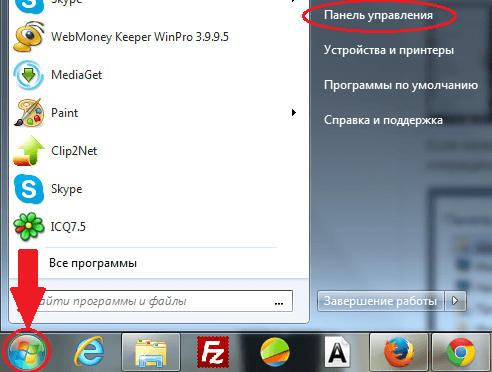 Skype
WebMoney Keeper WinPro 3.9.9.5
MediaGet
Paint
Clip2Net
Skype
ICQ7.5
Все программы
айти программы и файлы
...
Панель управления
Устройства и принтеры
Программы по умолчанию
Справка и поддержка
Завершение работы
Fz
A